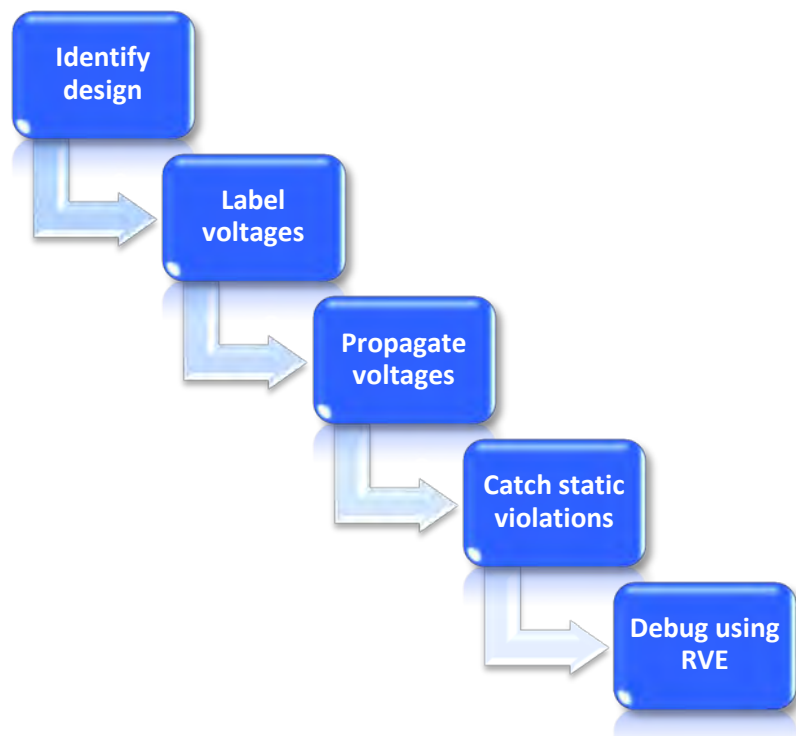 Identify
design
Label
voltages
Propagate
voltages
Catch static
violations
Debug using
RVE